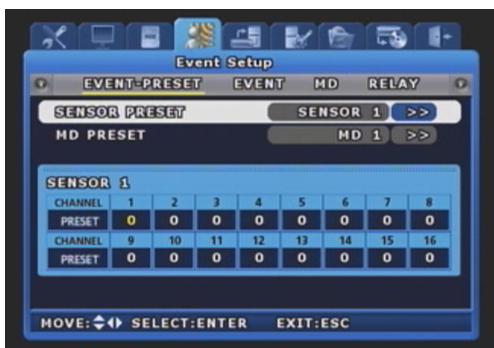 Event Setup
EVENT-PRESET EVENT MD RELAY
SENSOR PRESET SENSOR 1 >>
MD PRESET MD 1 >>
SENSOR 1
CHANNEL 1 2 3 4 5 6 7 8
PRESET 0 0 0 0 0 0 0 0
CHANNEL 9 10 11 12 13 14 15 16
PRESET 0 0 0 0 0 0 0 0
MOVE: SELECT:ENTER EXIT:ESC